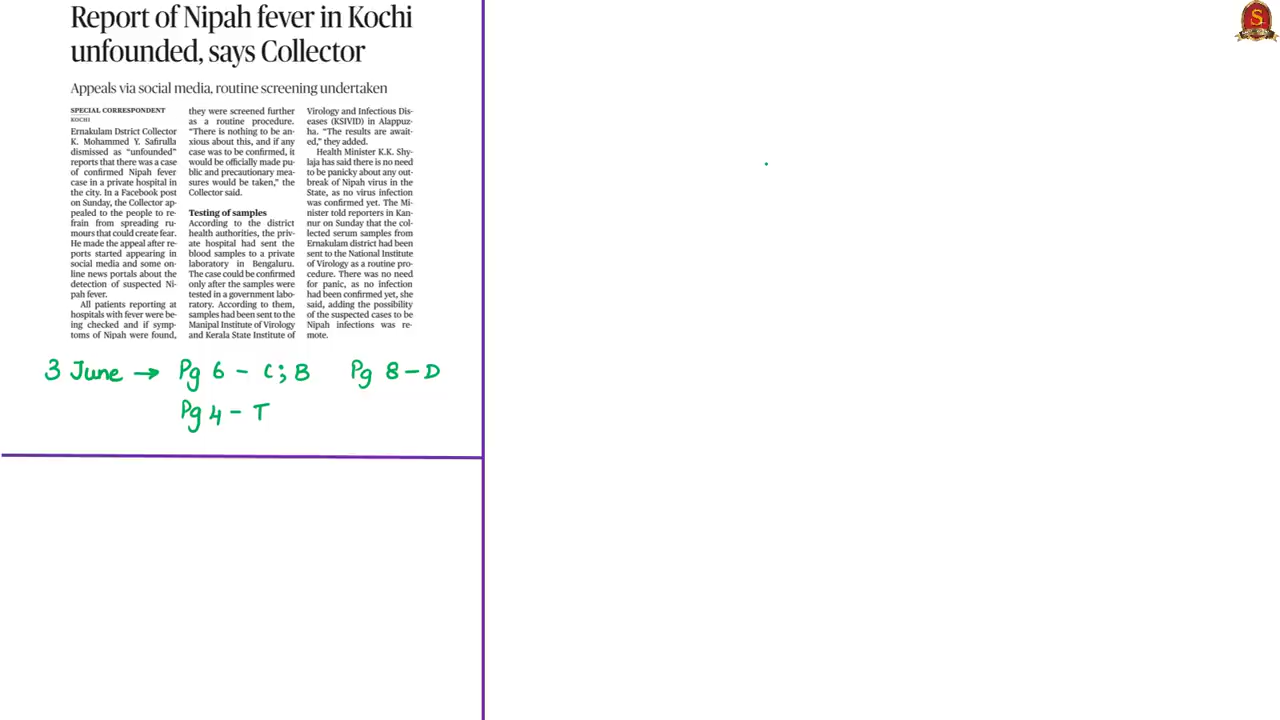 Report of Nipah fever in Kochi
unfounded, says Collector
Appeals via social media, routine screening undertaken
SPECIAL CORRESPONDENT
KOCHI
Ernakulam Dstrict Collector
K. Mohammed Y. Safirulla
dismissed as “unfounded”
reports that there was a case
of confirmed Nipah fever
case in a private hospital in
the city. In a Facebook post
on Sunday, the Collector ap-
pealed to the people to re-
frain from spreading ru-
mours that could create fear.
He made the appeal after re-
ports started appearing in
social media and some on-
line news portals about the
detection of suspected Ni-
pah fever.
All patients reporting at
hospitals with fever were be-
ing checked and if symp-
toms of Nipah were found,
they were screened further
as a routine procedure.
“There is nothing to be an-
xious about this, and if any
case was to be confirmed, it
would be officially made pu-
blic and precautionary mea-
sures would be taken,” the
Collector said.
Testing of samples
According to the district
health authorities, the priv-
ate hospital had sent the
blood samples to a private
laboratory in Bengaluru.
The case could be confirmed
only after the samples were
tested in a government labo-
ratory. According to them,
samples had been sent to the
Manipal Institute of Virology
and Kerala State Institute of
Virology and Infectious Dis-
eases (KSIVID) in Alappuz-
ha. “The results are await-
ed,” they added.
Health Minister K.K. Shy-
laja has said there is no need
to be panicky about any out-
break of Nipah virus in the
State, as no virus infection
was confirmed yet. The Mi-
nister told reporters in Kan-
nur on Sunday that the col-
lected serum samples from
Ernakulam district had been
sent to the National Institute
of Virology as a routine pro-
cedure. There was no need
for panic, as no infection
had been confirmed yet, she
said, adding the possibility
of the suspected cases to be
Nipah infections was re-
mote.
3 June → Pg 6 - C; B Pg 8 - D
Pg 4 - T
S